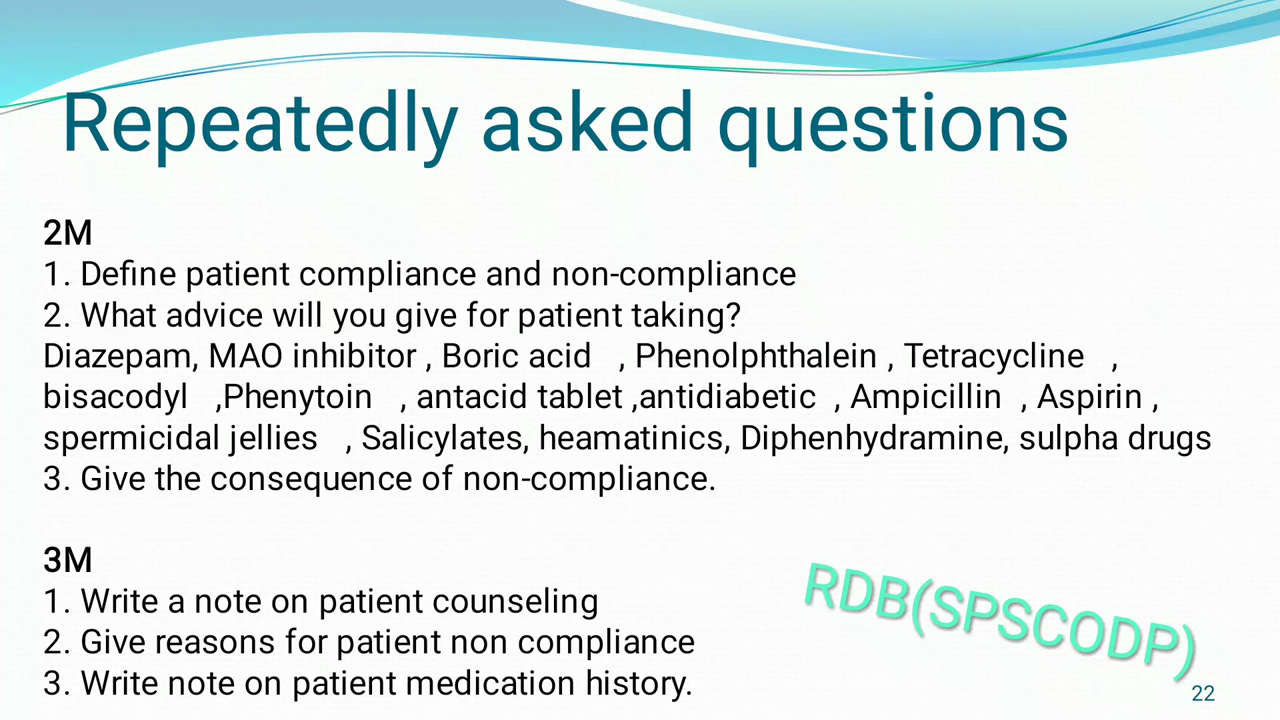 Repeatedly asked questions
2M
1. Define patient compliance and non-compliance
2. What advice will you give for patient taking?
Diazepam, MAO inhibitor , Boric acid , Phenolphthalein , Tetracycline ,
bisacodyl ,Phenytoin , antacid tablet ,antidiabetic , Ampicillin , Aspirin ,
spermicidal jellies , Salicylates, heamatinics, Diphenhydramine, sulpha drugs
3. Give the consequence of non-compliance.
3M
1. Write a note on patient counseling
2. Give reasons for patient non compliance
3. Write note on patient medication history.
RDB(SPSCODP)
22